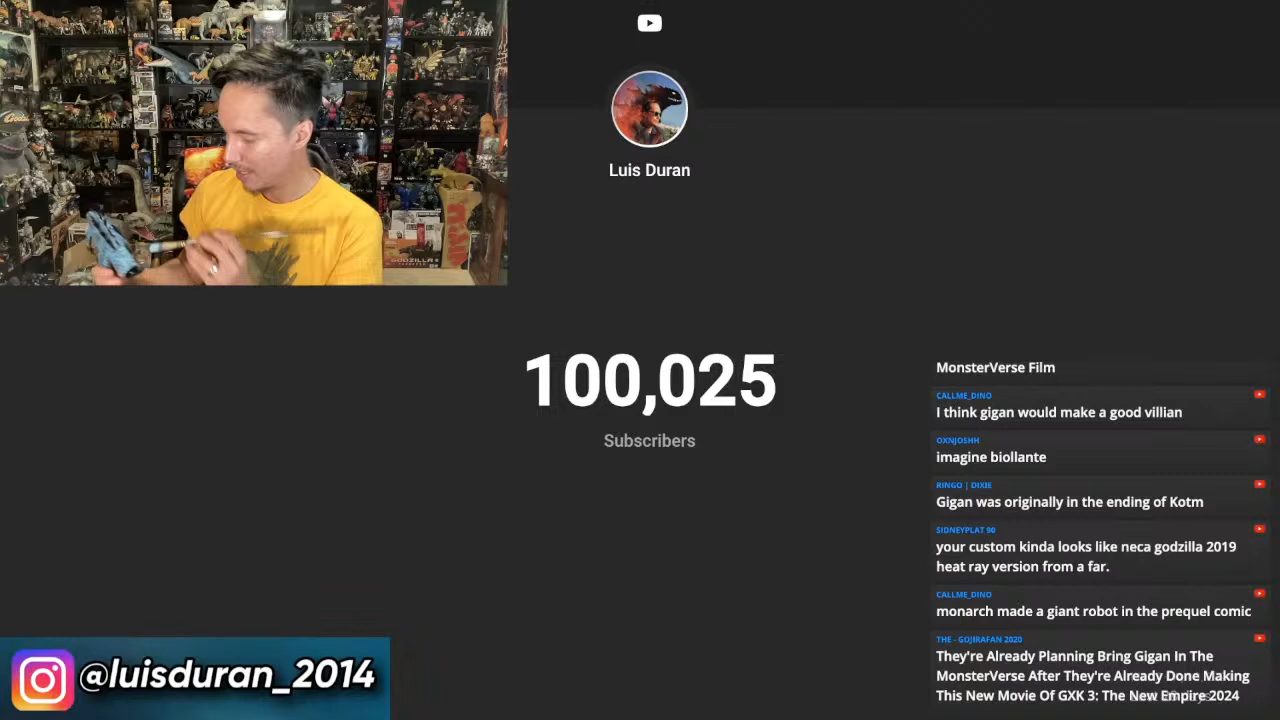 Luis Duran
100,025
Subscribers
MonsterVerse Film
CALLME_DINO
I think gigan would make a good villian
OXNJOSHH
imagine biollante
RINGO | DIXIE
Gigan was originally in the ending of Kotm
SIDNEYPLAT 90
your custom kinda looks like neca godzilla 2019
heat ray version from a far.
CALLME_DINO
monarch made a giant robot in the prequel comic
THE - GOJIRAFAN 2020
They're Already Planning Bring Gigan In The
MonsterVerse After They're Already Done Making
This New Movie Of GXK 3: The New Empire 2024
@luisduran_2014
GODZILLA